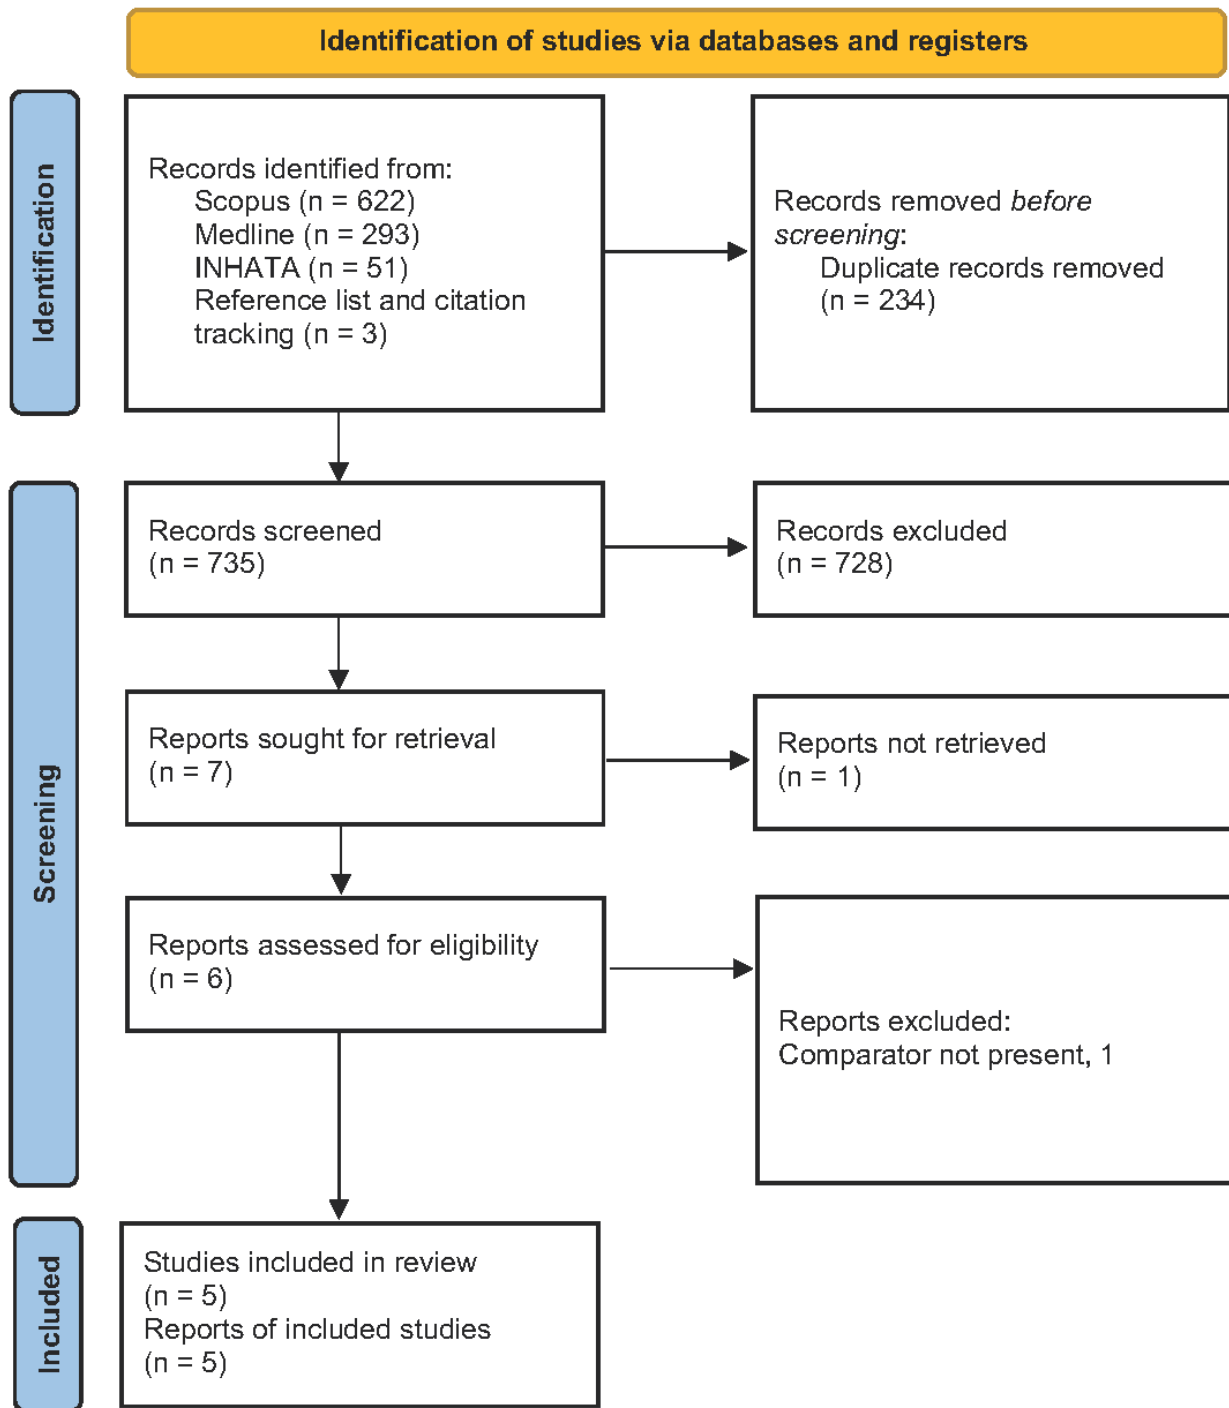 Identification of studies via databases and registers
Identification
Records identified from:
Scopus (n = 622)
Medline (n = 293)
INHATA (n = 51)
Reference list and citation
tracking (n = 3)
Records removed before
screening:
Duplicate records removed
(n = 234)
Screening
Records screened
(n = 735)
Records excluded
(n = 728)
Reports sought for retrieval
(n = 7)
Reports not retrieved
(n = 1)
Reports assessed for eligibility
(n = 6)
Reports excluded:
Comparator not present, 1
Included
Studies included in review
(n = 5)
Reports of included studies
(n = 5)